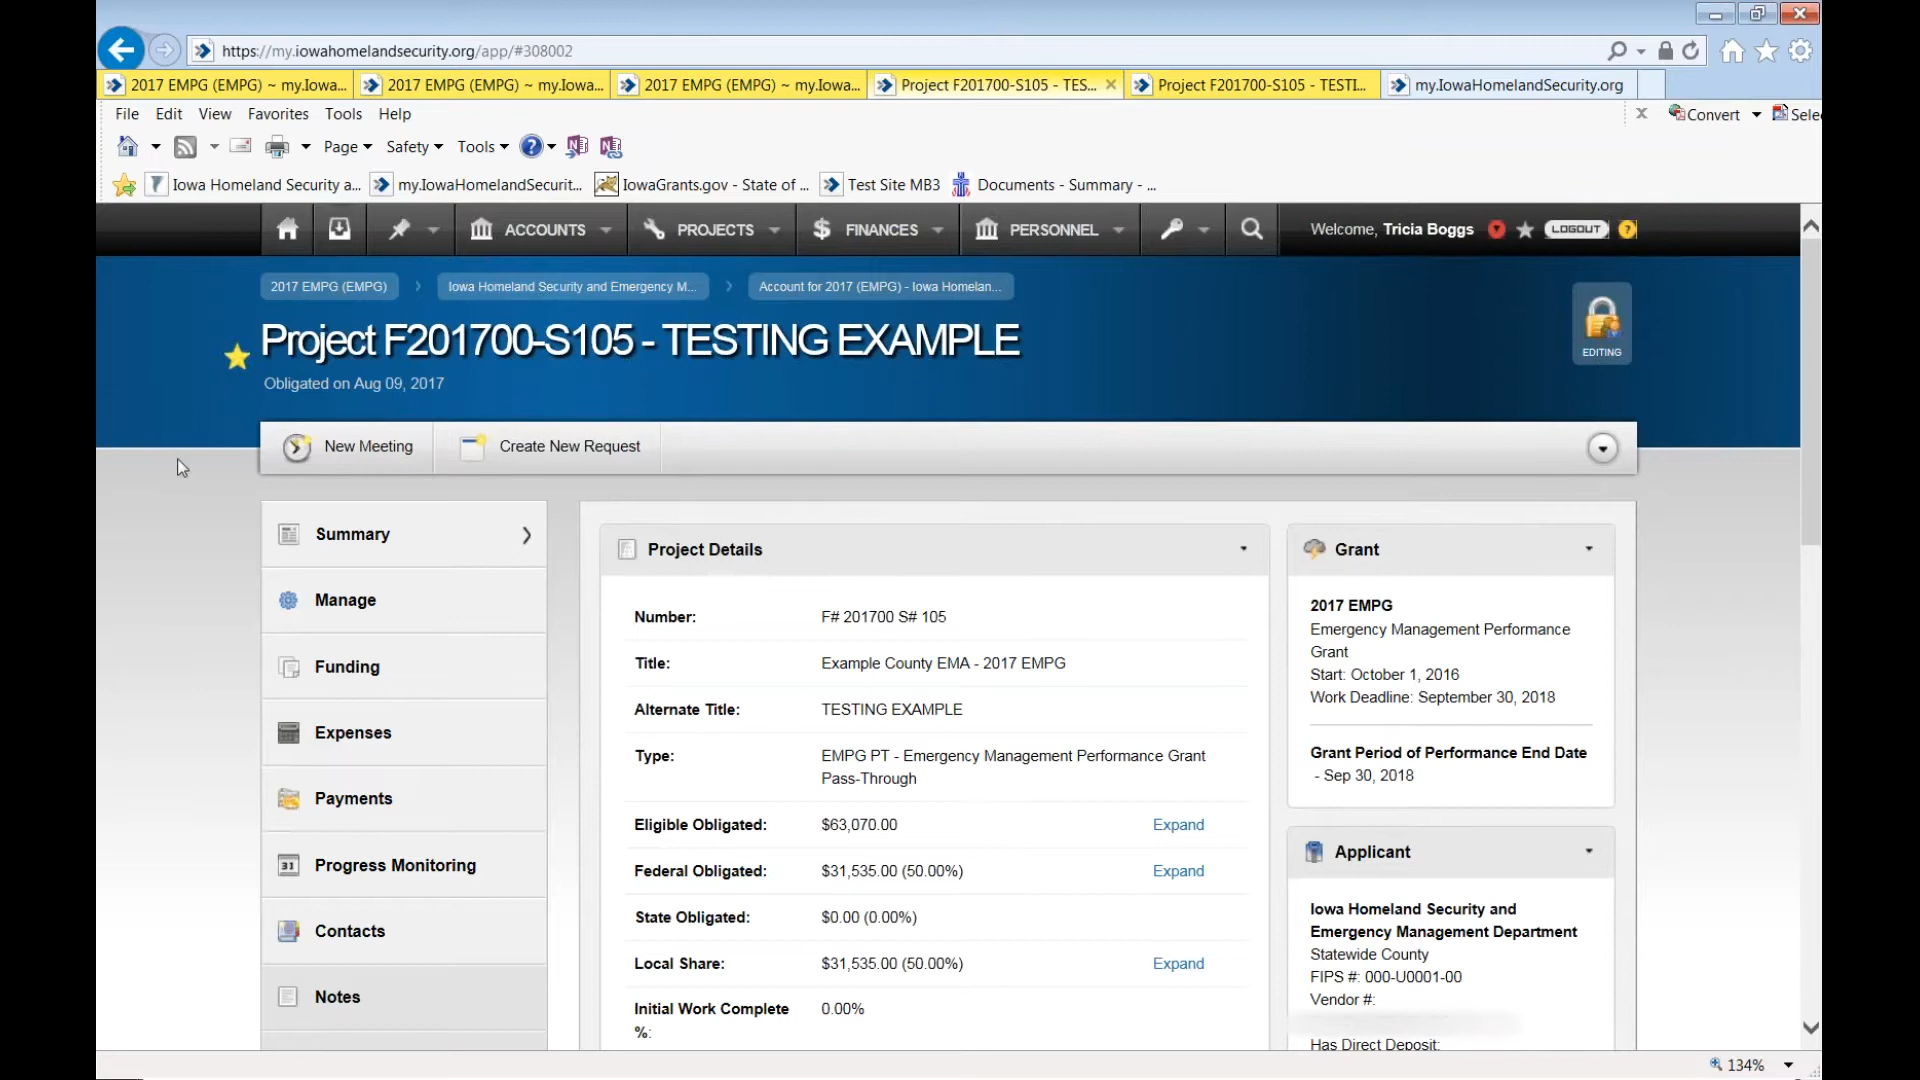 https://my.iowahomelandsecurity.org/app/#308002
2017 EMPG (EMPG) ~ my.Iowa...
2017 EMPG (EMPG) ~ my.Iowa...
2017 EMPG (EMPG) ~ my.Iowa...
Project F201700-S105 - TES...
Project F201700-S105 - TESTI...
my.IowaHomelandSecurity.org
File Edit View Favorites Tools Help
x Convert Selec
Page Safety Tools
Iowa Homeland Security a... my.IowaHomelandSecurit... IowaGrants.gov - State of ... Test Site MB3 Documents - Summary - ...
ACCOUNTS PROJECTS FINANCES PERSONNEL Welcome, Tricia Boggs LOGOUT ?
2017 EMPG (EMPG) Iowa Homeland Security and Emergency M... Account for 2017 (EMPG) - Iowa Homelan...
Project F201700-S105 - TESTING EXAMPLE
EDITING
Obligated on Aug 09, 2017
New Meeting Create New Request
Summary
Manage
Funding
Expenses
Payments
31 Progress Monitoring
Contacts
Notes
Project Details
Number: F# 201700 S# 105
Title: Example County EMA - 2017 EMPG
Alternate Title: TESTING EXAMPLE
Type: EMPG PT - Emergency Management Performance Grant
Pass-Through
Eligible Obligated: $63,070.00 Expand
Federal Obligated: $31,535.00 (50.00%) Expand
State Obligated: $0.00 (0.00%)
Local Share: $31,535.00 (50.00%) Expand
Initial Work Complete 0.00%
%:
Grant
2017 EMPG
Emergency Management Performance
Grant
Start: October 1, 2016
Work Deadline: September 30, 2018
Grant Period of Performance End Date
- Sep 30, 2018
Applicant
Iowa Homeland Security and
Emergency Management Department
Statewide County
FIPS #: 000-U0001-00
Vendor #:
Has Direct Deposit:
134%